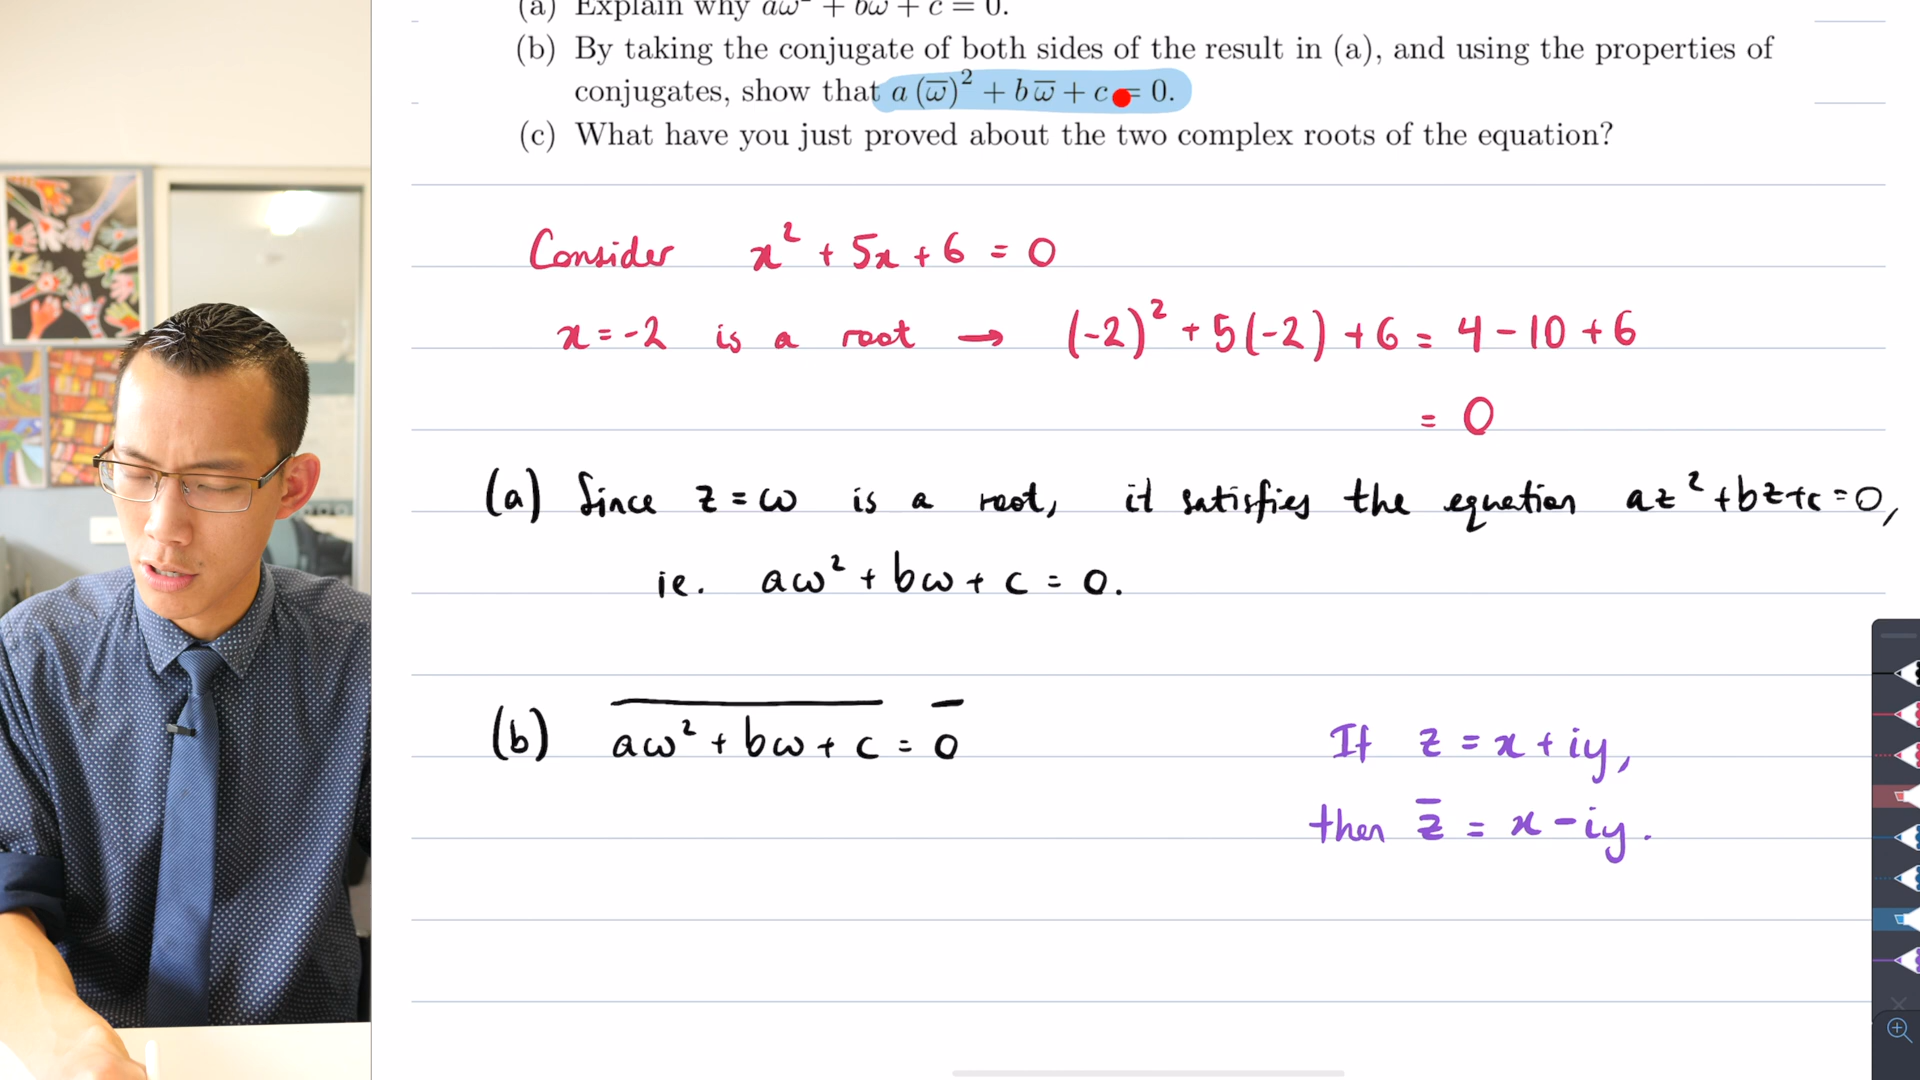 (a) Explain why aω² + bω + c = 0.
(b) By taking the conjugate of both sides of the result in (a), and using the properties of
conjugates, show that a (ω̅)² + b ω̅ + c = 0.
(c) What have you just proved about the two complex roots of the equation?
Consider x² + 5x + 6 = 0
x = -2 is a root → (-2)² + 5(-2) + 6 = 4 - 10 + 6
= 0
(a) Since z = ω is a root, it satisfies the equation az² + bz + c = 0,
ie. aω² + bω + c = 0.
(b) \overline{aω² + bω + c} = \overline{0}
If z = x + iy,
then z̅ = x - iy.